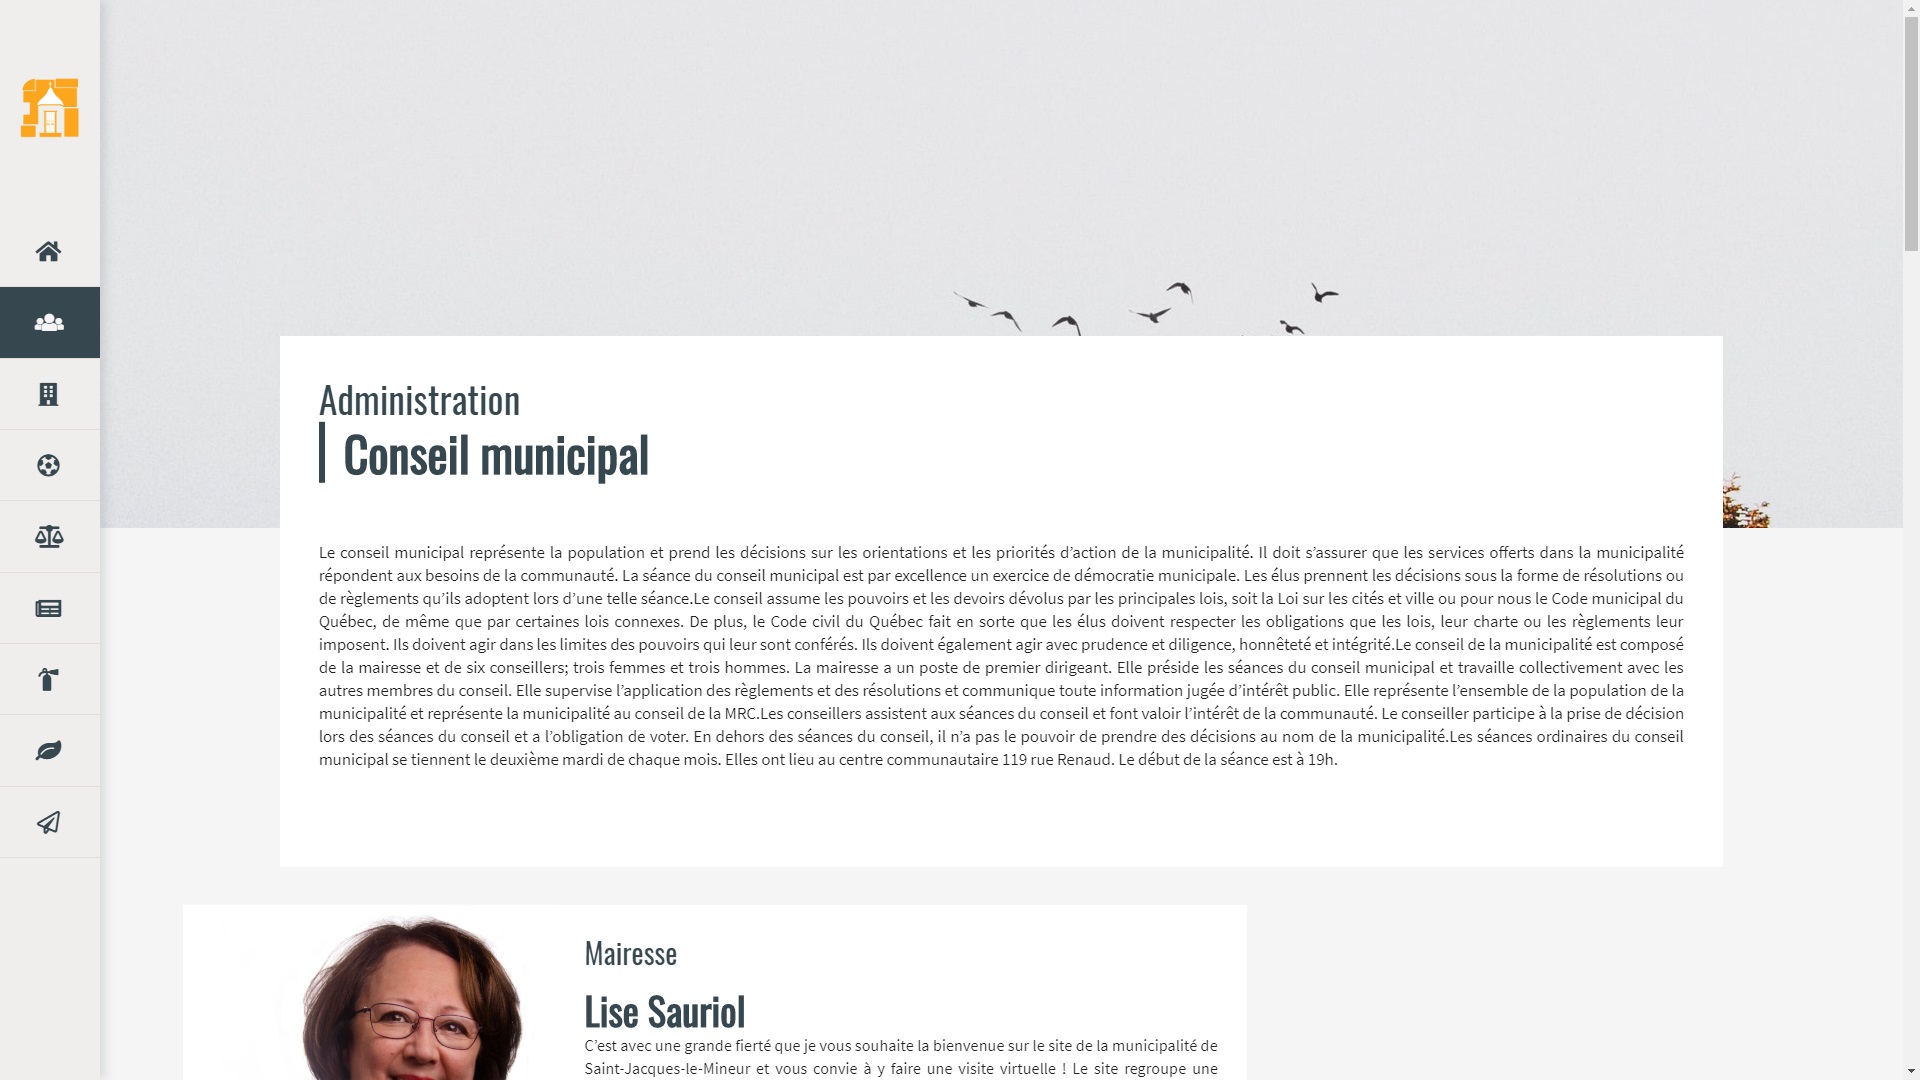 Administration
Conseil municipal
Le conseil municipal représente la population et prend les décisions sur les orientations et les priorités d’action de la municipalité. Il doit s’assurer que les services offerts dans la municipalité
répondent aux besoins de la communauté. La séance du conseil municipal est par excellence un exercice de démocratie municipale. Les élus prennent les décisions sous la forme de résolutions ou
de règlements qu’ils adoptent lors d’une telle séance.Le conseil assume les pouvoirs et les devoirs dévolus par les principales lois, soit la Loi sur les cités et ville ou pour nous le Code municipal du
Québec, de même que par certaines lois connexes. De plus, le Code civil du Québec fait en sorte que les élus doivent respecter les obligations que les lois, leur charte ou les règlements leur
imposent. Ils doivent agir dans les limites des pouvoirs qui leur sont conférés. Ils doivent également agir avec prudence et diligence, honnêteté et intégrité.Le conseil de la municipalité est composé
de la mairesse et de six conseillers; trois femmes et trois hommes. La mairesse a un poste de premier dirigeant. Elle préside les séances du conseil municipal et travaille collectivement avec les
autres membres du conseil. Elle supervise l’application des règlements et des résolutions et communique toute information jugée d’intérêt public. Elle représente l’ensemble de la population de la
municipalité et représente la municipalité au conseil de la MRC.Les conseillers assistent aux séances du conseil et font valoir l’intérêt de la communauté. Le conseiller participe à la prise de décision
lors des séances du conseil et a l’obligation de voter. En dehors des séances du conseil, il n’a pas le pouvoir de prendre des décisions au nom de la municipalité.Les séances ordinaires du conseil
municipal se tiennent le deuxième mardi de chaque mois. Elles ont lieu au centre communautaire 119 rue Renaud. Le début de la séance est à 19h.
Mairesse
Lise Sauriol
C’est avec une grande fierté que je vous souhaite la bienvenue sur le site de la municipalité de
Saint-Jacques-le-Mineur et vous convie à y faire une visite virtuelle ! Le site regroupe une